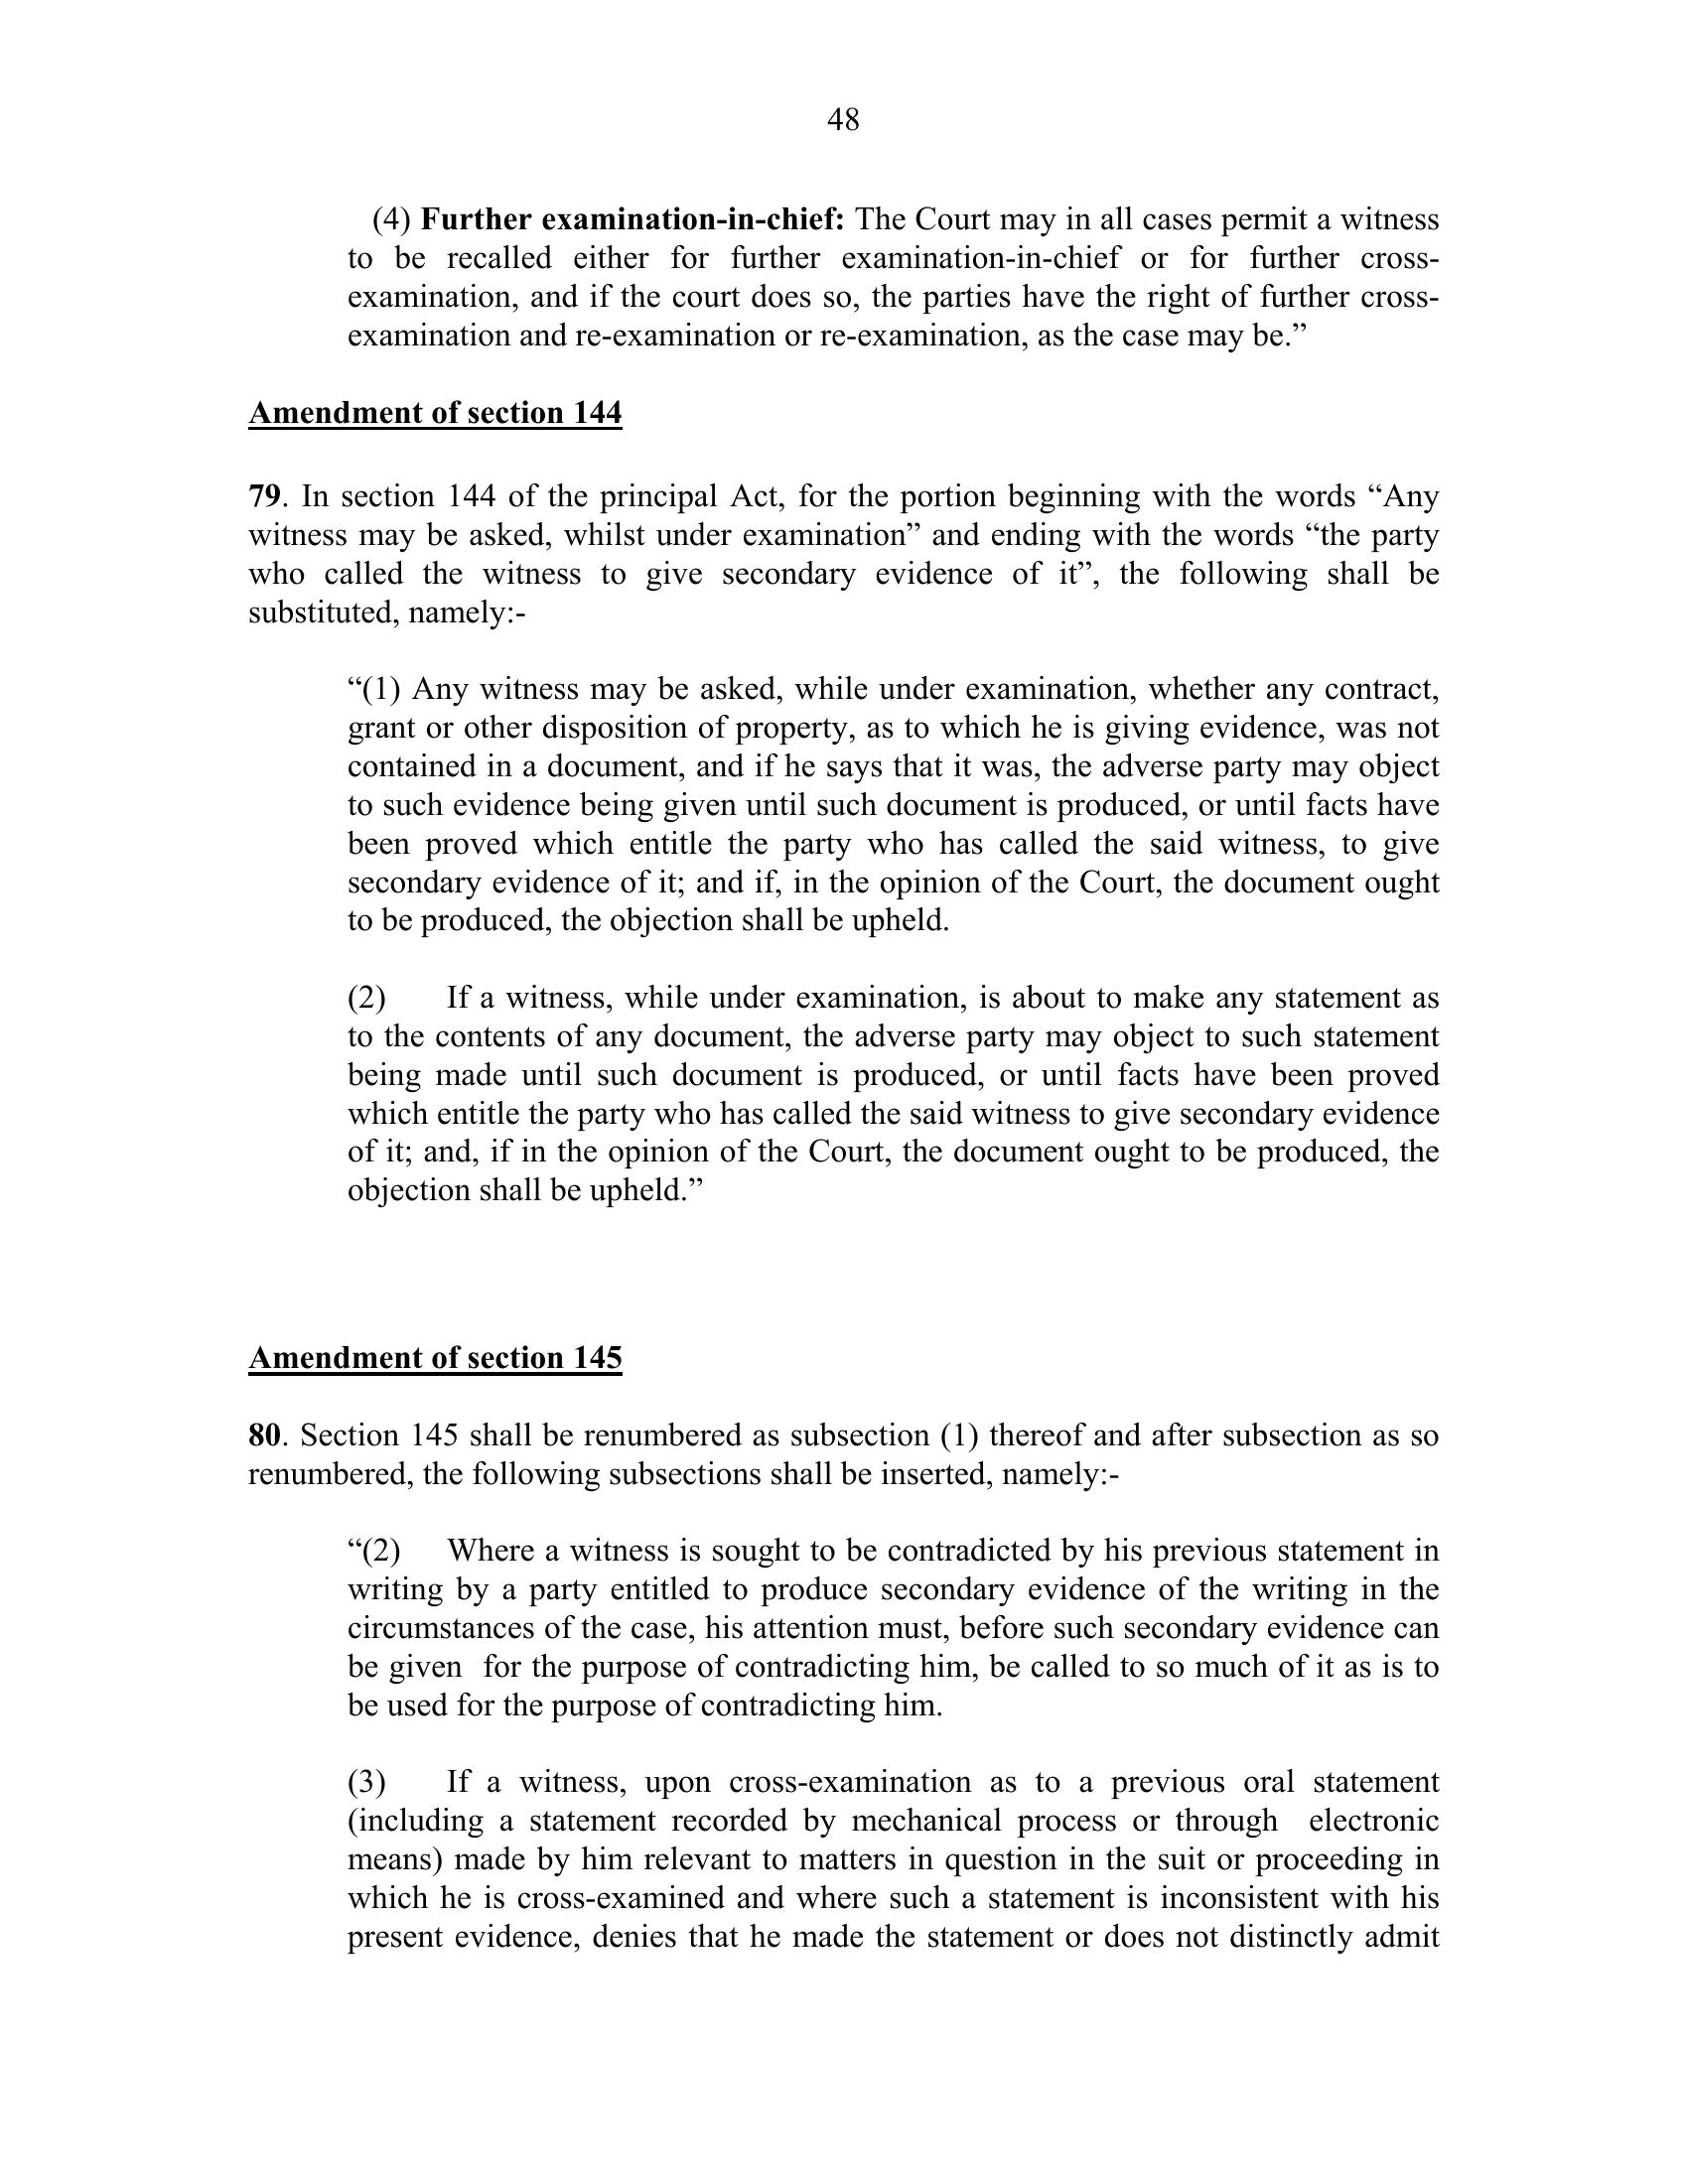 48
(4) Further examination-in-chief: The Court may in all cases permit a witness
to be recalled either for further examination-in-chief or for further cross-
examination, and if the court does so, the parties have the right of further cross-
examination and re-examination or re-examination, as the case may be.”
Amendment of section 144
79. In section 144 of the principal Act, for the portion beginning with the words “Any
witness may be asked, whilst under examination” and ending with the words “the party
who called the witness to give secondary evidence of it”, the following shall be
substituted, namely:-
“(1) Any witness may be asked, while under examination, whether any contract,
grant or other disposition of property, as to which he is giving evidence, was not
contained in a document, and if he says that it was, the adverse party may object
to such evidence being given until such document is produced, or until facts have
been proved which entitle the party who has called the said witness, to give
secondary evidence of it; and if, in the opinion of the Court, the document ought
to be produced, the objection shall be upheld.
(2) If a witness, while under examination, is about to make any statement as
to the contents of any document, the adverse party may object to such statement
being made until such document is produced, or until facts have been proved
which entitle the party who has called the said witness to give secondary evidence
of it; and, if in the opinion of the Court, the document ought to be produced, the
objection shall be upheld.”
Amendment of section 145
80. Section 145 shall be renumbered as subsection (1) thereof and after subsection as so
renumbered, the following subsections shall be inserted, namely:-
“(2) Where a witness is sought to be contradicted by his previous statement in
writing by a party entitled to produce secondary evidence of the writing in the
circumstances of the case, his attention must, before such secondary evidence can
be given for the purpose of contradicting him, be called to so much of it as is to
be used for the purpose of contradicting him.
(3) If a witness, upon cross-examination as to a previous oral statement
(including a statement recorded by mechanical process or through electronic
means) made by him relevant to matters in question in the suit or proceeding in
which he is cross-examined and where such a statement is inconsistent with his
present evidence, denies that he made the statement or does not distinctly admit